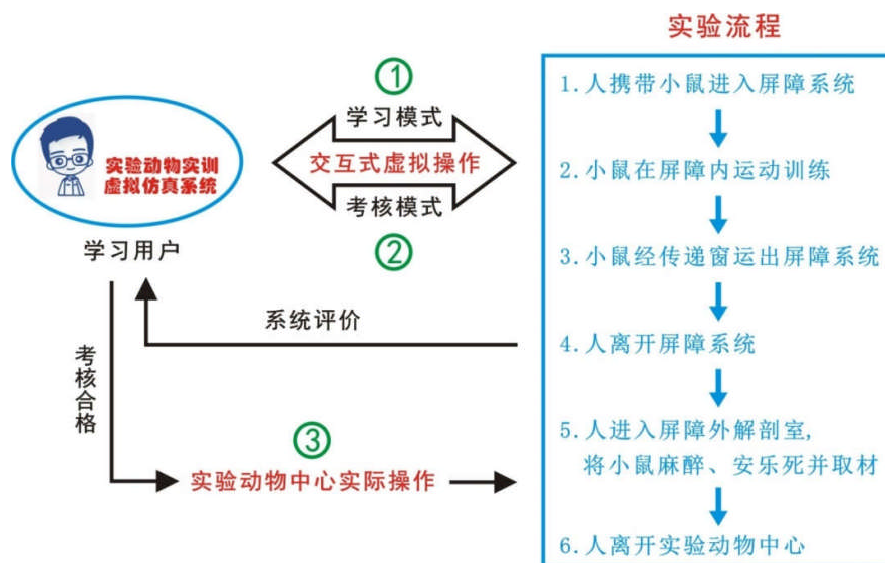 实验流程
①
学习模式
交互式虚拟操作
考核模式
②
实验动物实训
虚拟仿真系统
学习用户
系统评价
考核合格
③
实验动物中心实际操作
1.人携带小鼠进入屏障系统
2.小鼠在屏障内运动训练
3.小鼠经传递窗运出屏障系统
4.人离开屏障系统
5.人进入屏障外解剖室,
将小鼠麻醉、安乐死并取材
6.人离开实验动物中心